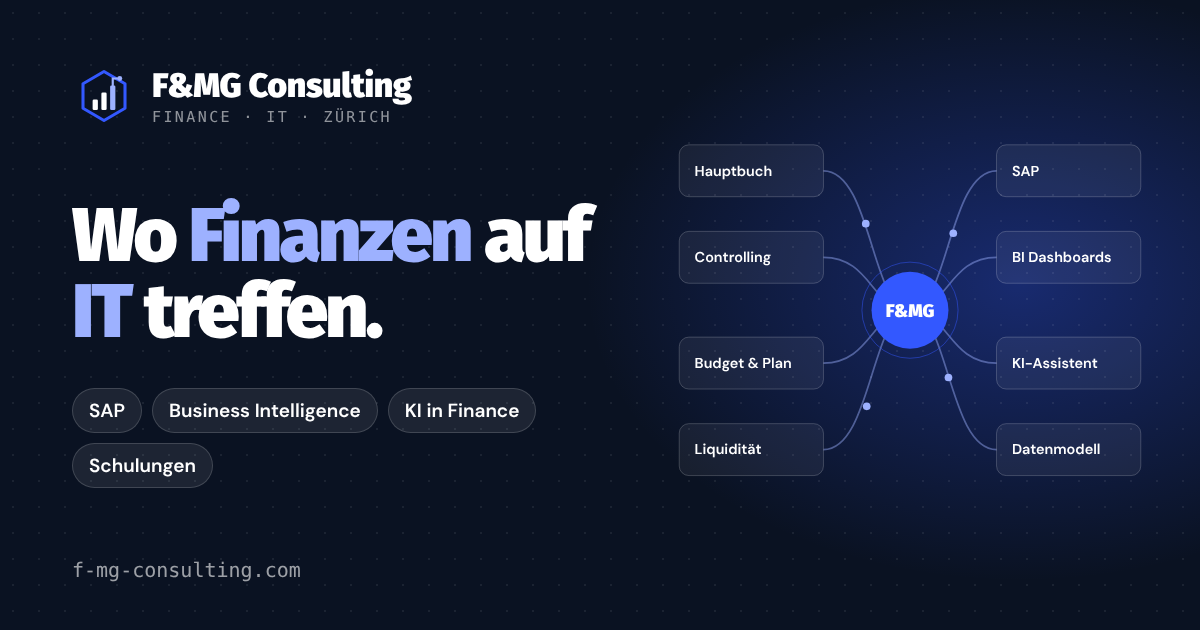 F&MG Consulting
FINANCE · IT · ZÜRICH
Wo Finanzen auf
IT treffen.
SAP
Business Intelligence
KI in Finance
Schulungen
f-mg-consulting.com
Hauptbuch
Controlling
Budget & Plan
Liquidität
F&MG
SAP
BI Dashboards
KI-Assistent
Datenmodell